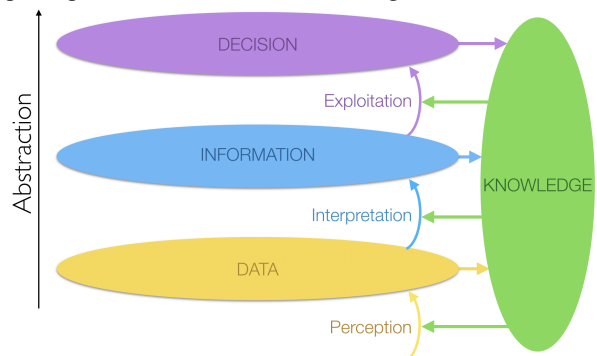 DECISION
Exploitation
Abstraction
INFORMATION
KNOWLEDGE
Interpretation
DATA
Perception